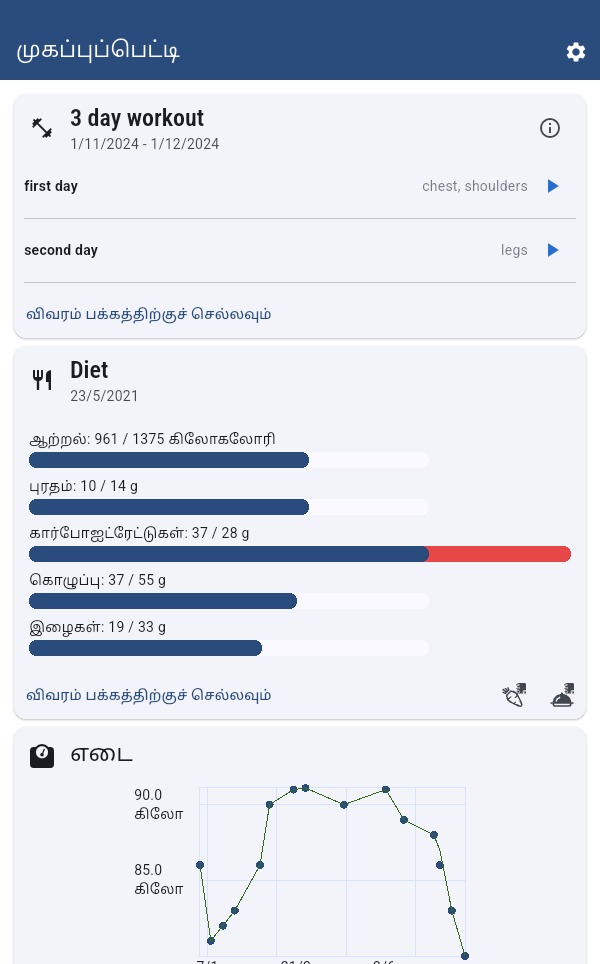 முகப்புப்பெட்டி
3 day workout
1/11/2024 - 1/12/2024
first day chest, shoulders
second day legs
விவரம் பக்கத்திற்குச் செல்லவும்
Diet
23/5/2021
ஆற்றல்: 961 / 1375 கிலோகலோரி
புரதம்: 10 / 14 g
கார்போஐட்ரேட்டுகள்: 37 / 28 g
கொழுப்பு: 37 / 55 g
இழைகள்: 19 / 33 g
விவரம் பக்கத்திற்குச் செல்லவும்
எடை
90.0
கிலோ
85.0
கிலோ